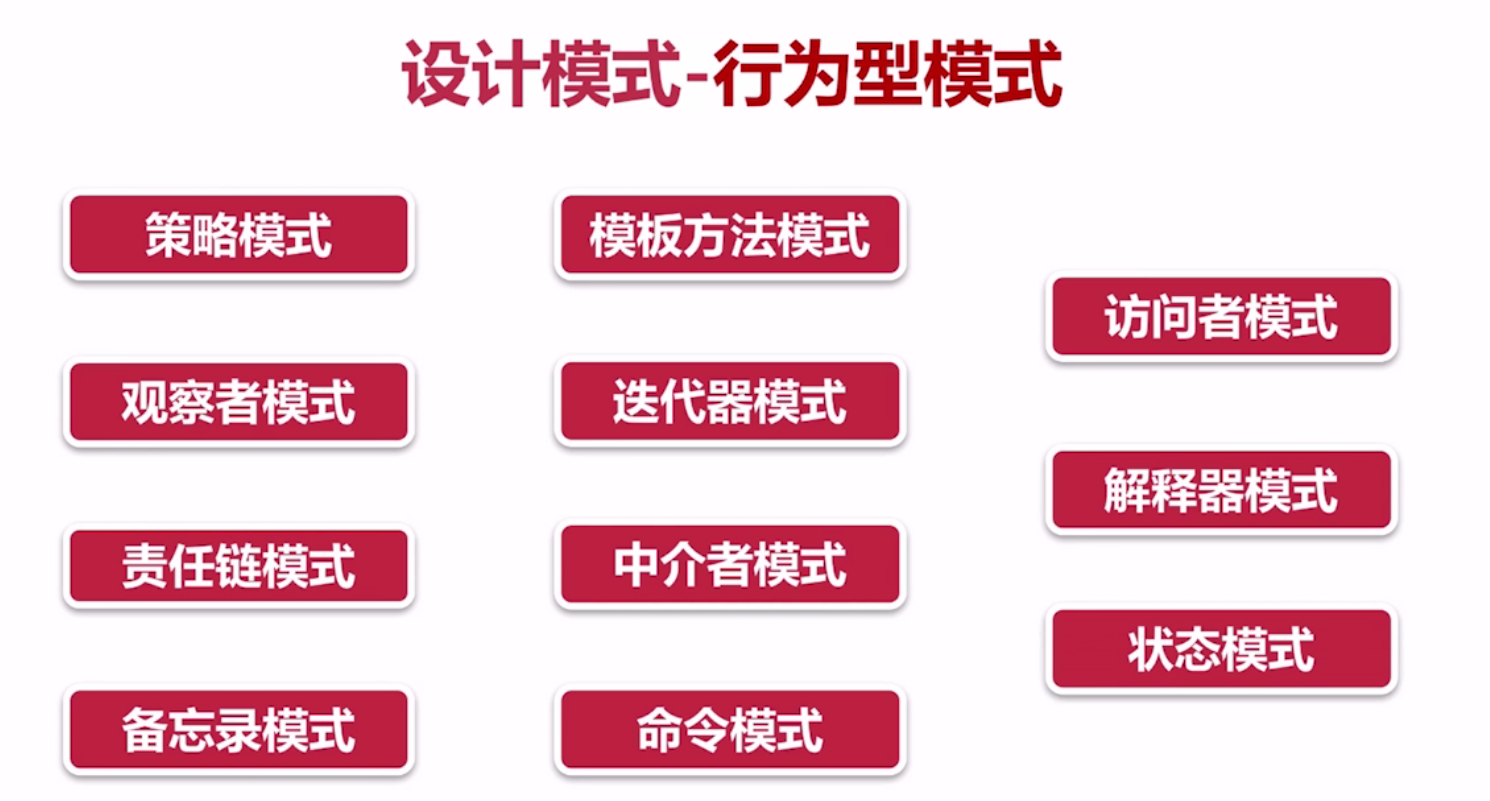 设计模式-行为型模式
策略模式
模板方法模式
访问者模式
观察者模式
迭代器模式
解释器模式
责任链模式
中介者模式
状态模式
备忘录模式
命令模式